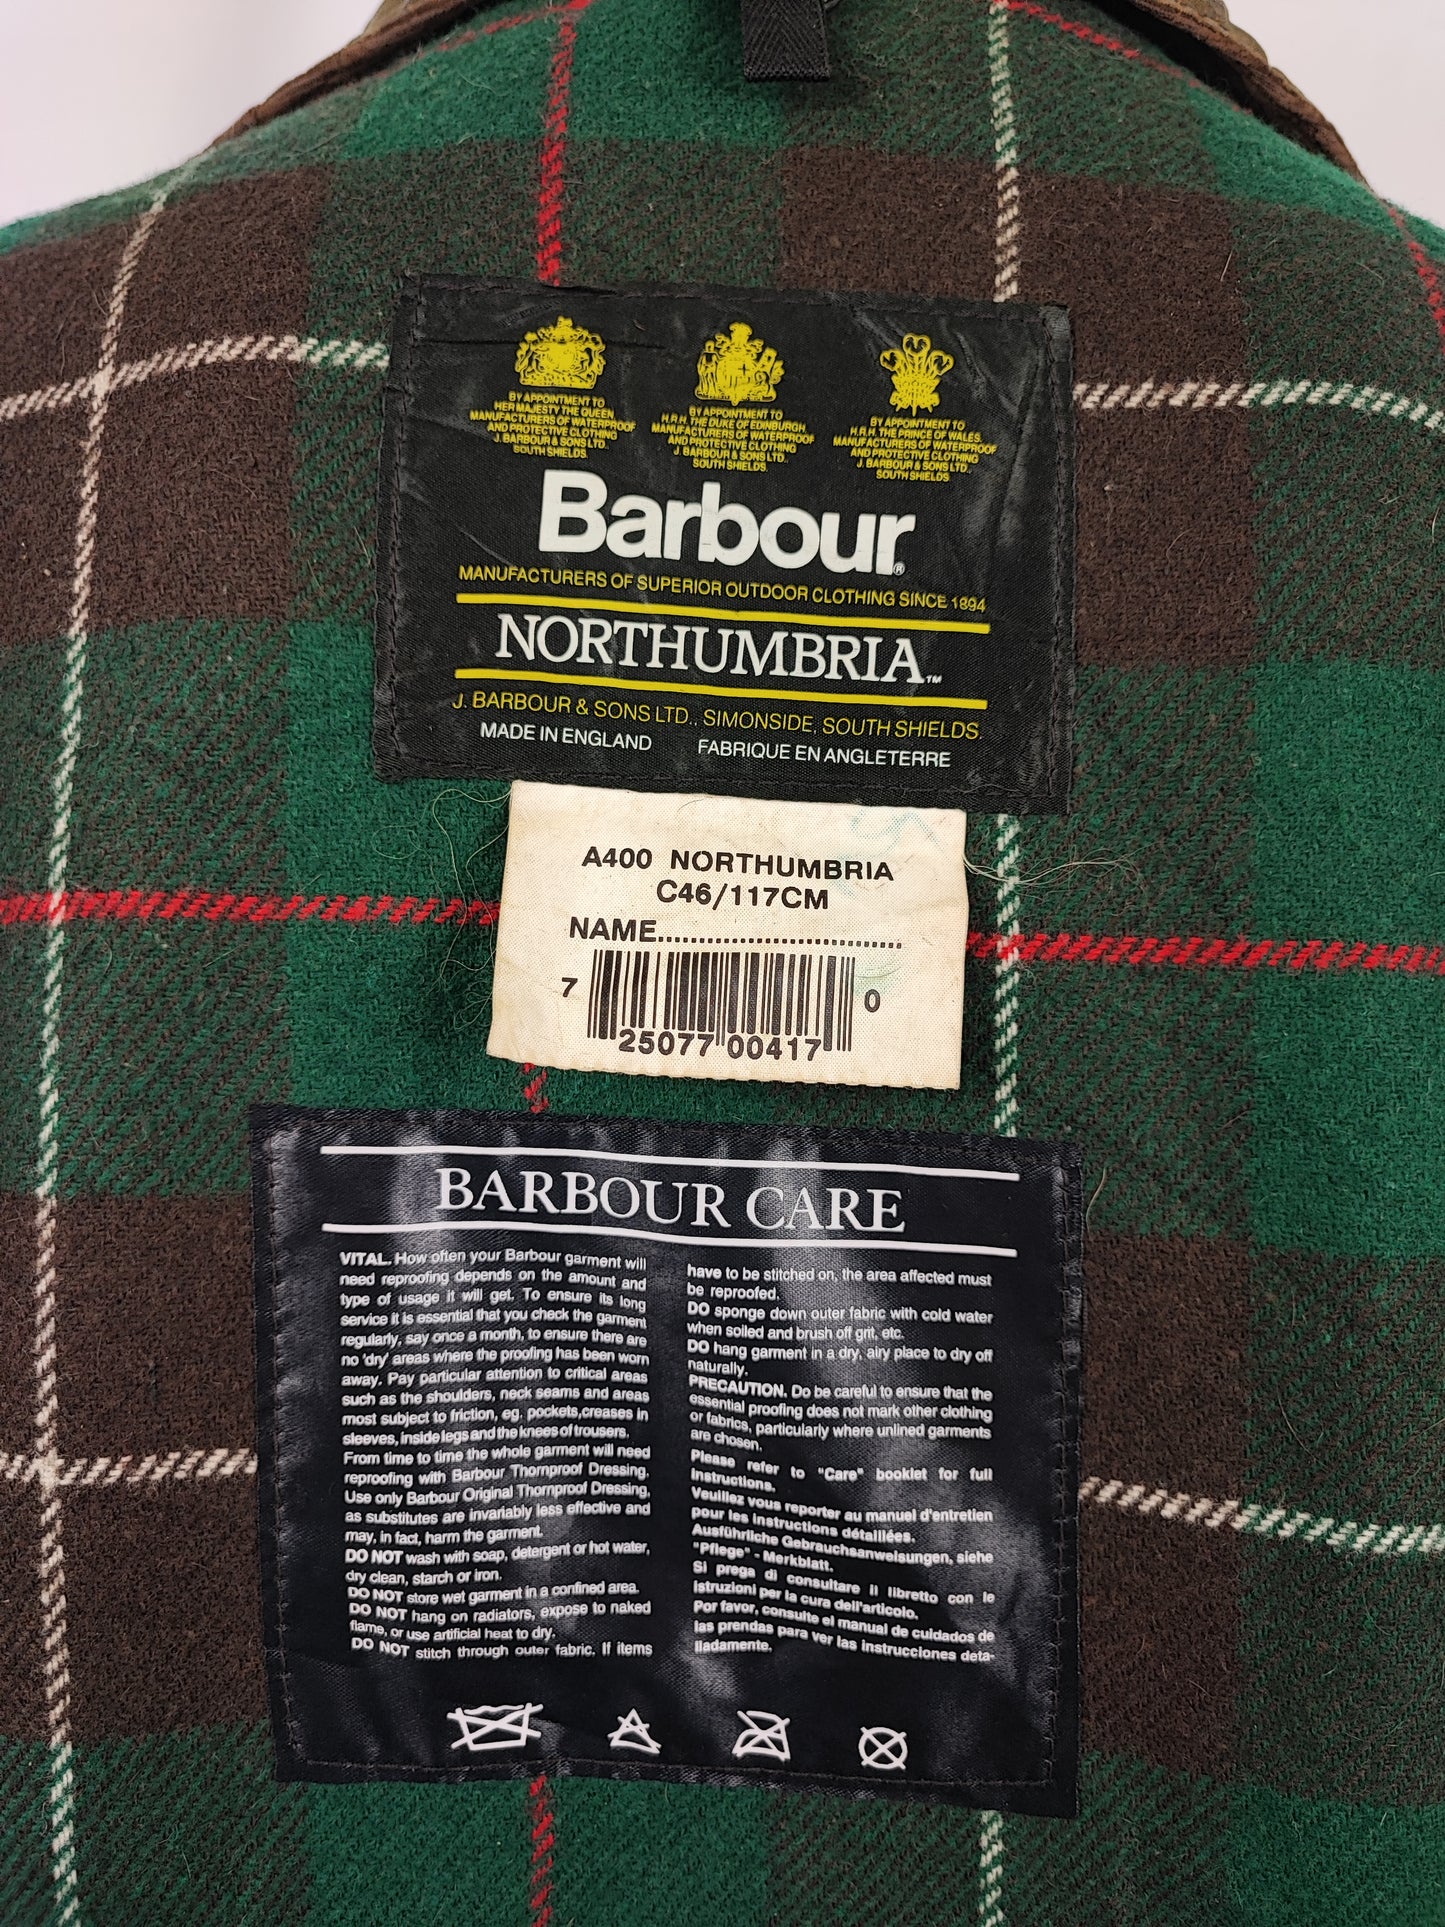 BY APPOINTMENT TO
HER MAJESTY THE QUEEN
MANUFACTURERS OF WATERPROOF
AND PROTECTIVE CLOTHING
J. BARBOUR & SONS LTD.
SOUTH SHIELDS.
BY APPOINTMENT TO
H.R.H. THE DUKE OF EDINBURGH
MANUFACTURERS OF WATERPROOF
AND PROTECTIVE CLOTHING
J. BARBOUR & SONS LTD.,
SOUTH SHIELDS.
BY APPOINTMENT TO
H.R.H. THE PRINCE OF WALES
MANUFACTURERS OF WATERPROOF
AND PROTECTIVE CLOTHING
J. BARBOUR & SONS LTD.,
SOUTH SHIELDS
Barbour®
MANUFACTURERS OF SUPERIOR OUTDOOR CLOTHING SINCE 1894
NORTHUMBRIA™
J. BARBOUR & SONS LTD., SIMONSIDE, SOUTH SHIELDS.
MADE IN ENGLAND FABRIQUE EN ANGLETERRE
A400 NORTHUMBRIA
C46/117CM
NAME..............................
7 25077 00417 0
BARBOUR CARE
VITAL. How often your Barbour garment will
need reproofing depends on the amount and
type of usage it will get. To ensure its long
service it is essential that you check the garment
regularly, say once a month, to ensure there are
no 'dry' areas where the proofing has been worn
away. Pay particular attention to critical areas
such as the shoulders, neck seams and areas
most subject to friction, eg. pockets,creases in
sleeves, inside legs and the knees of trousers.
From time to time the whole garment will need
reproofing with Barbour Thornproof Dressing.
Use only Barbour Original Thornproof Dressing,
as substitutes are invariably less effective and
may, in fact, harm the garment.
DO NOT wash with soap, detergent or hot water,
dry clean, starch or iron.
DO NOT store wet garment in a confined area.
DO NOT hang on radiators, expose to naked
flame, or use artificial heat to dry.
DO NOT stitch through outer fabric. If items
have to be stitched on, the area affected must
be reproofed.
DO sponge down outer fabric with cold water
when soiled and brush off grit, etc.
DO hang garment in a dry, airy place to dry off
naturally.
PRECAUTION. Do be careful to ensure that the
essential proofing does not mark other clothing
or fabrics, particularly where unlined garments
are chosen.
Please refer to "Care" booklet for full
Instructions.
Veuillez vous reporter au manuel d'entretien
pour les instructions détaillées.
Ausführliche Gebrauchsanweisungen, siehe
"Pflege" - Merkblatt.
Si prega di consultare il libretto con le
istruzioni per la cura dell'articolo.
Por favor, consulte el manual de cuidados de
las prendas para ver las instrucciones deta-
lladamente.